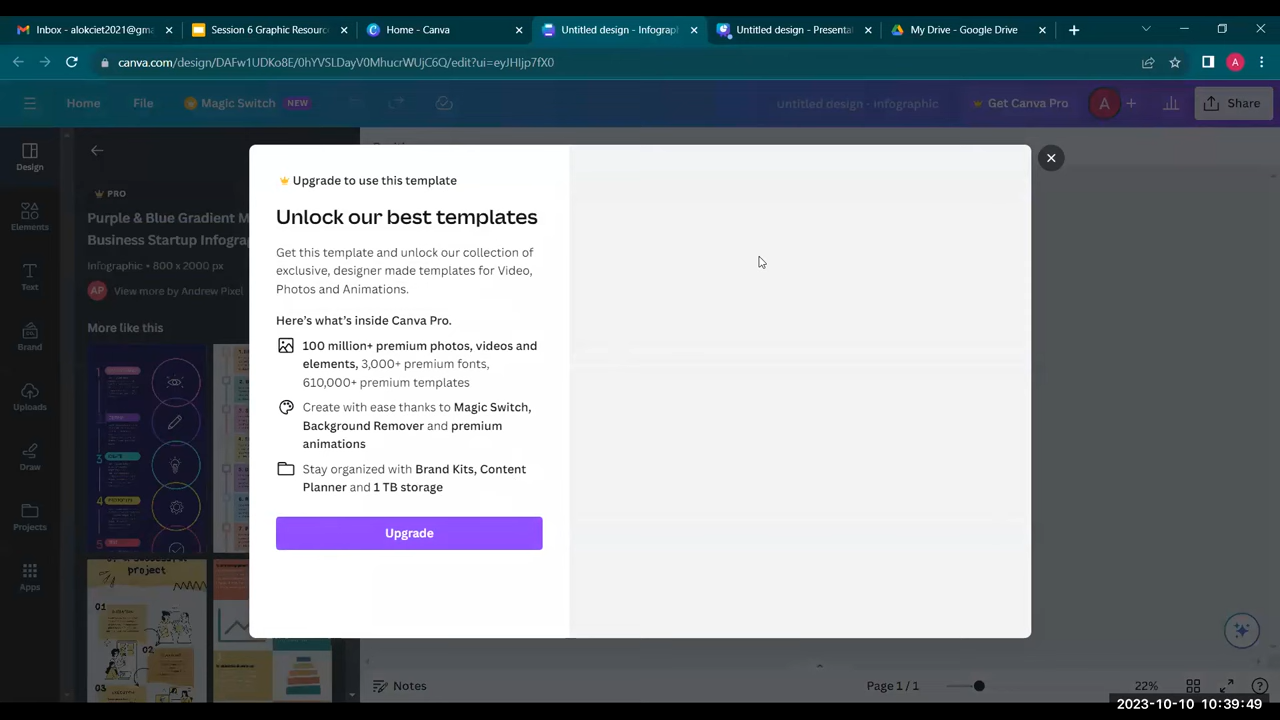 Inbox - alokciet2021@gma
Session 6 Graphic Resourc
Home - Canva
Untitled design - Infograph
Untitled design - Presenta
My Drive - Google Drive
canva.com/design/DAFw1UDKo8E/0hYVSLDayV0MhucrWUjC6Q/edit?ui=eyJHIjp7fX0
A
Home
File
Magic Switch
NEW
Untitled design - Infographic
Get Canva Pro
A
Share
Design
Elements
Text
Brand
Uploads
Draw
Projects
Apps
PRO
Purple & Blue Gradient M
Business Startup Infogra
Infographic • 800 x 2000 px
AP
View more by Andrew Pixel
More like this
project
01
02
03
Upgrade to use this template
Unlock our best templates
Get this template and unlock our collection of
exclusive, designer made templates for Video,
Photos and Animations.
Here's what's inside Canva Pro.
100 million+ premium photos, videos and
elements, 3,000+ premium fonts,
610,000+ premium templates
Create with ease thanks to Magic Switch,
Background Remover and premium
animations
Stay organized with Brand Kits, Content
Planner and 1 TB storage
Upgrade
Notes
Page 1 / 1
22%
2023-10-10 10:39:49